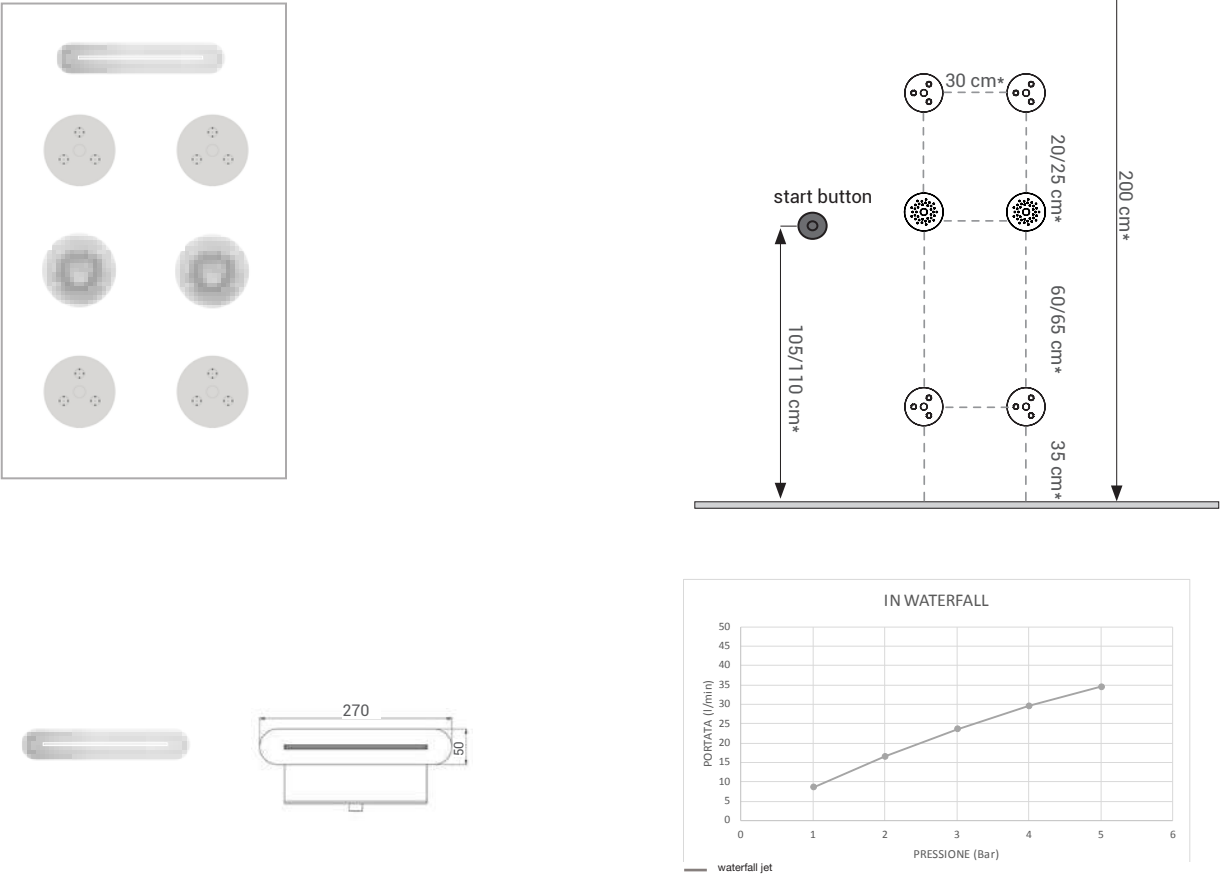 30 cm*
20/25 cm*
200 cm*
start button
60/65 cm*
105/110 cm*
35 cm*
270
50
IN WATERFALL
50
45
40
35
30
25
20
15
10
5
0
PORTATA (l/min)
0 1 2 3 4 5 6
PRESSIONE (Bar)
waterfall jet